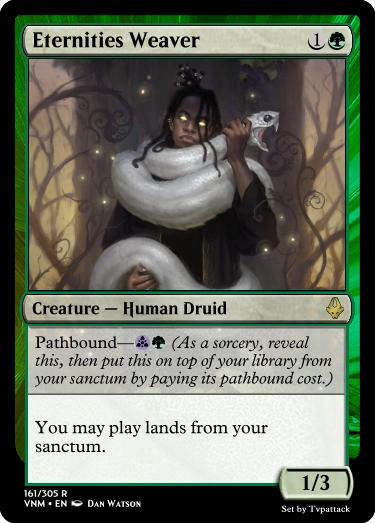 Eternities Weaver 1
Creature — Human Druid
Pathbound— (As a sorcery, reveal
this, then put this on top of your library from
your sanctum by paying its pathbound cost.)
You may play lands from your
sanctum.
1/3
161/305 R
VNM • EN Dan Watson
Set by Tvpattack